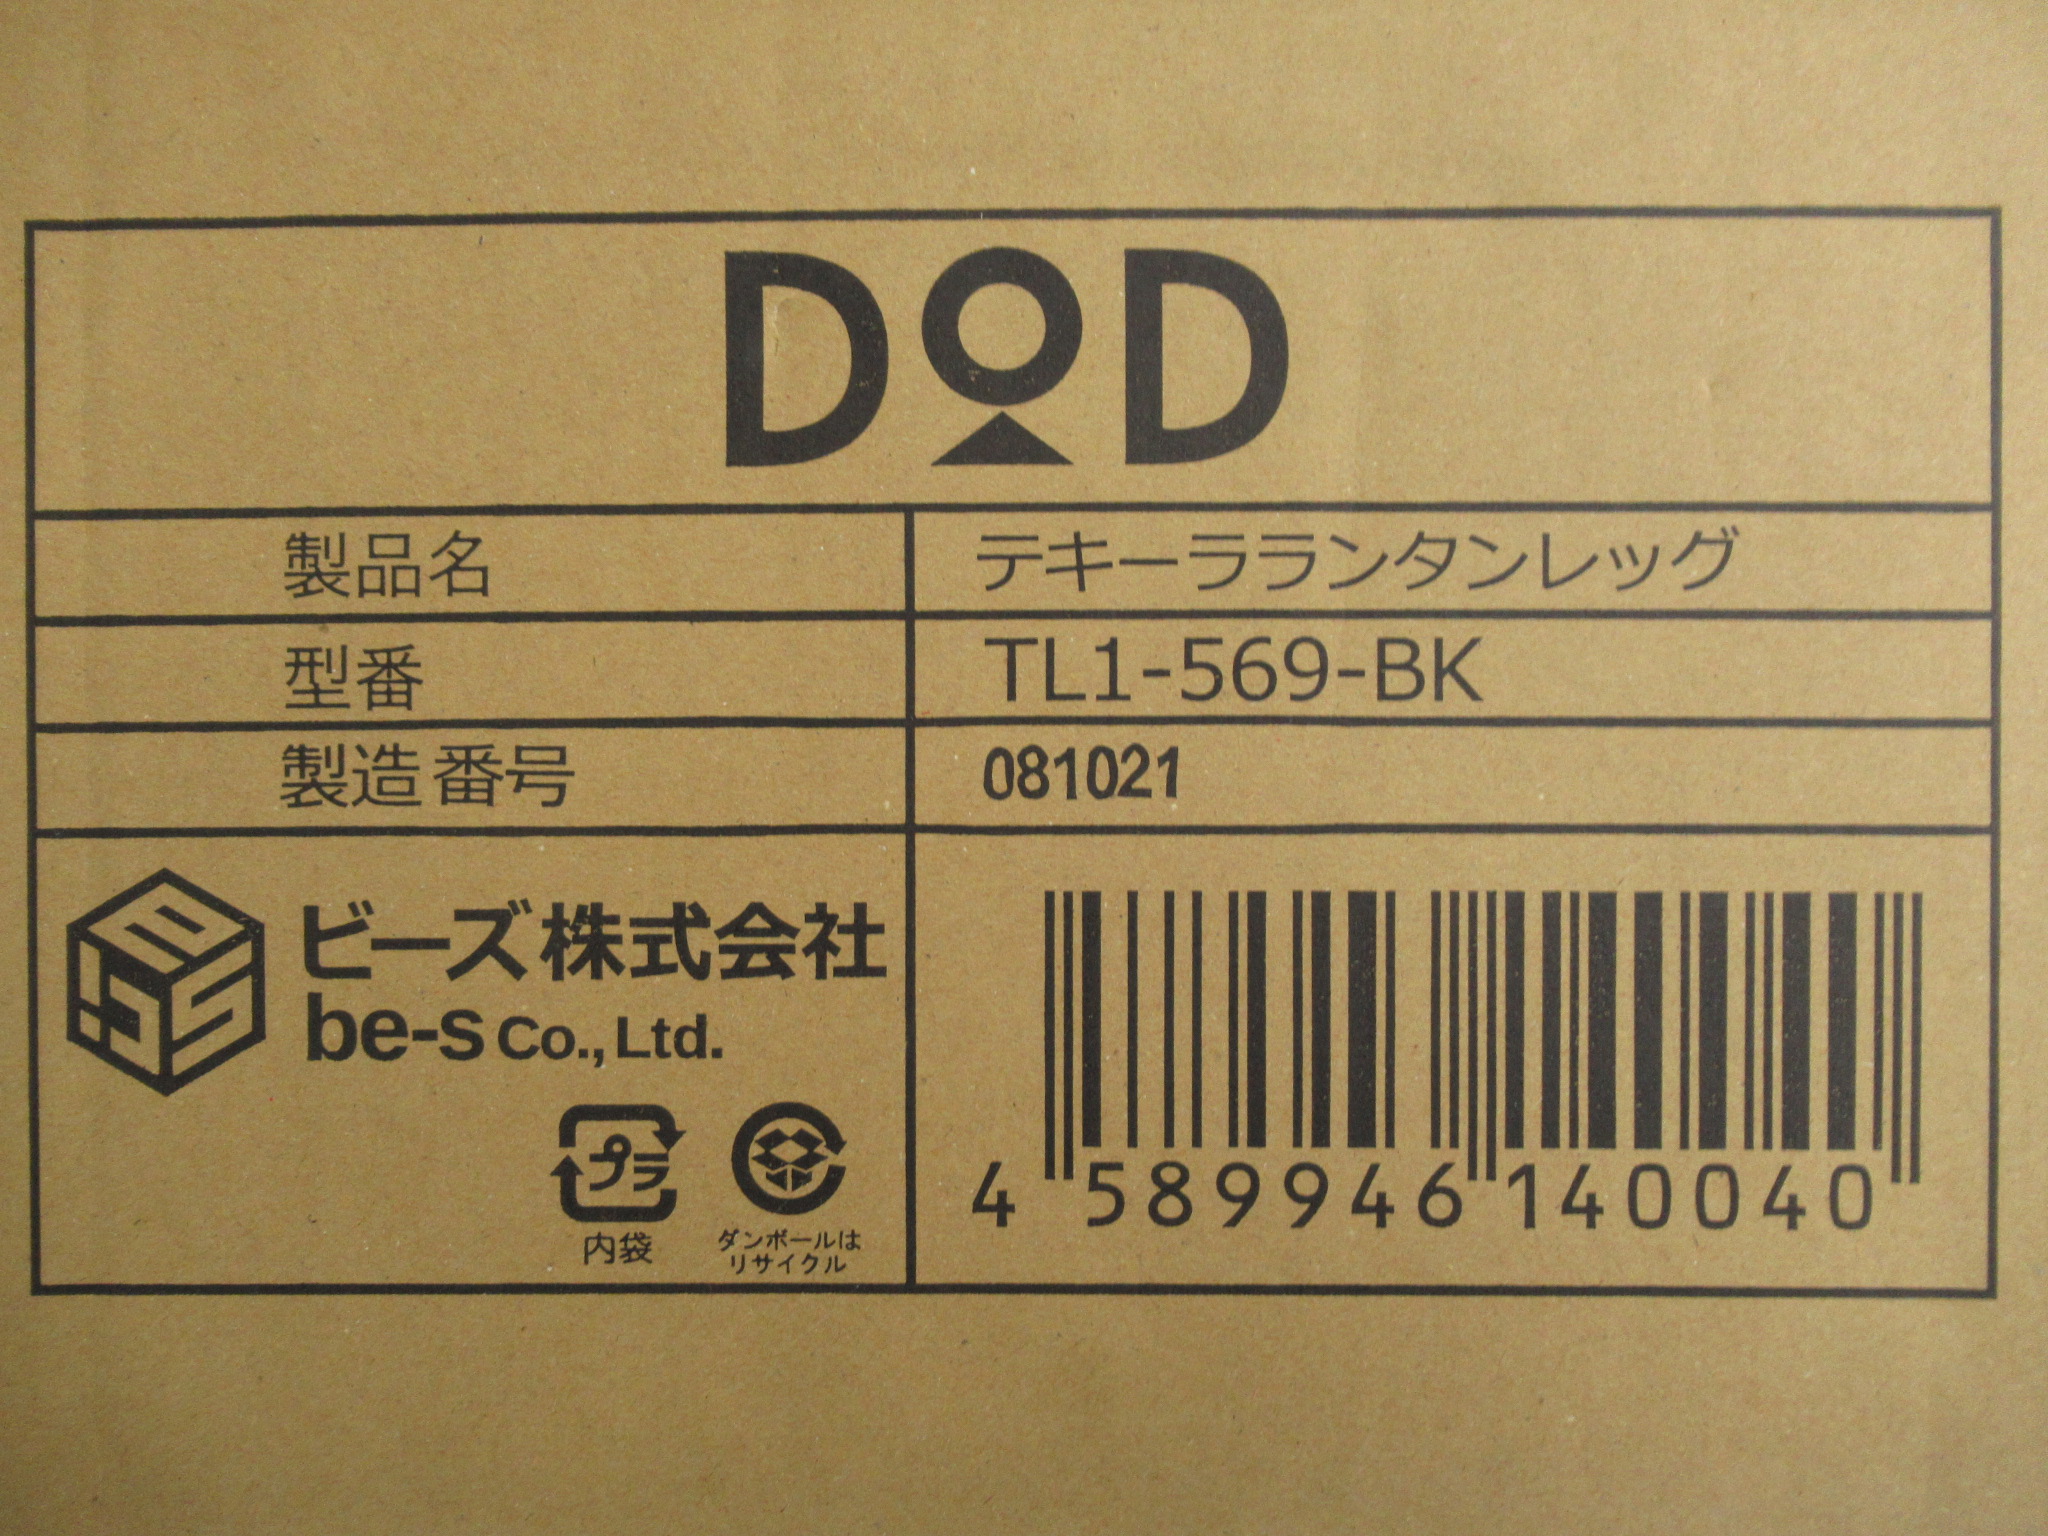 DOD
製品名 テキーラランタンレッグ
型番 TL1-569-BK
製造番号 081021
ビーズ株式会社
be-s Co., Ltd.
プラ
内袋
ダンボールは
リサイクル
4 589946 140040